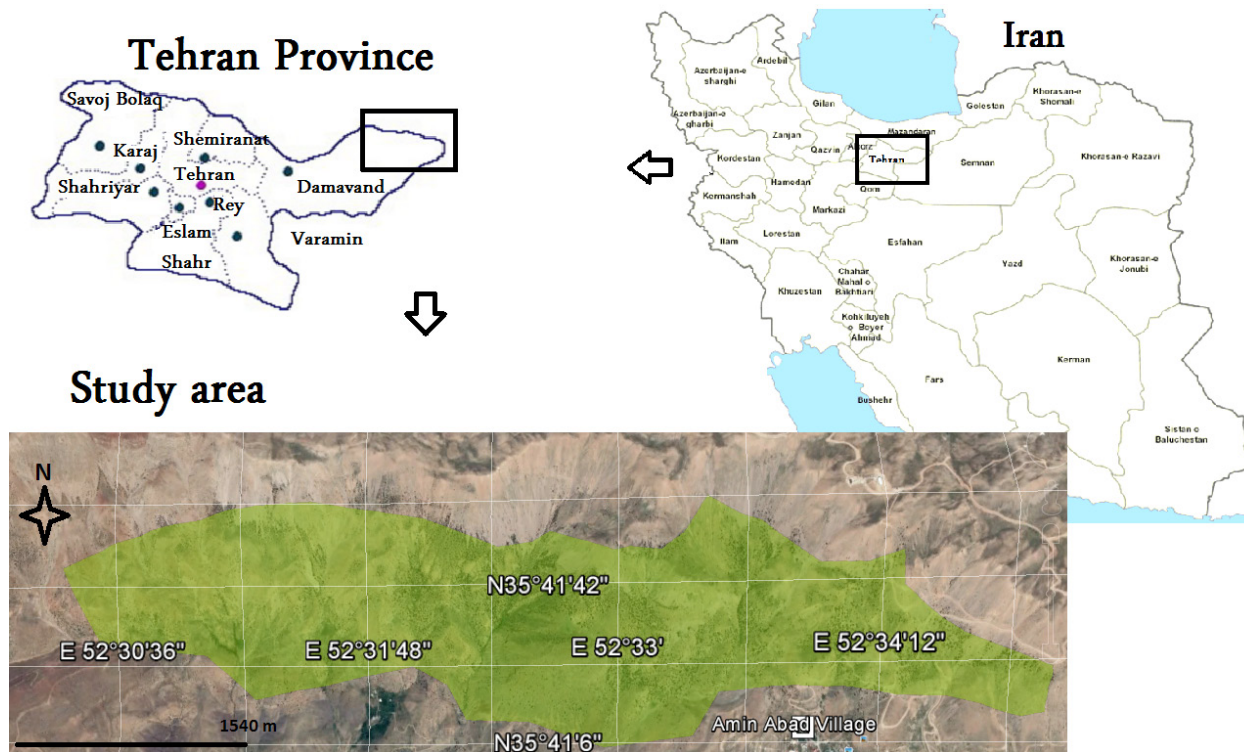 Tehran Province
Savoj Bolaq
Shemiranat
Karaj
Tehran
Shahriyar
Damavand
Rey
Eslam
Shahr
Varamin
Iran
Ardebil
Azerbaijan-e
sharghi
Gilan
Golestan
Khorasan-e
Shomali
Azerbaijan-e
gharbi
Zanjan
Mazandaran
Qazvin
Alborz
Tehran
Semnan
Khorasan-e Razavi
Kordestan
Hamedan
Qom
Kermanshah
Markazi
Lorestan
Ilam
Esfahan
Yazd
Khorasan-e
Jonubi
Khuzestan
Chahar
Mahal o
Bakhtiari
Kohkiluyeh
o Boyer
Ahmad
Kerman
Fars
Bushehr
Sistan o
Baluchestan
Study area
N
N35°41'42"
E 52°30'36"
E 52°31'48"
E 52°33'
E 52°34'12"
1540 m
Amin Abad Village
N35°41'6"